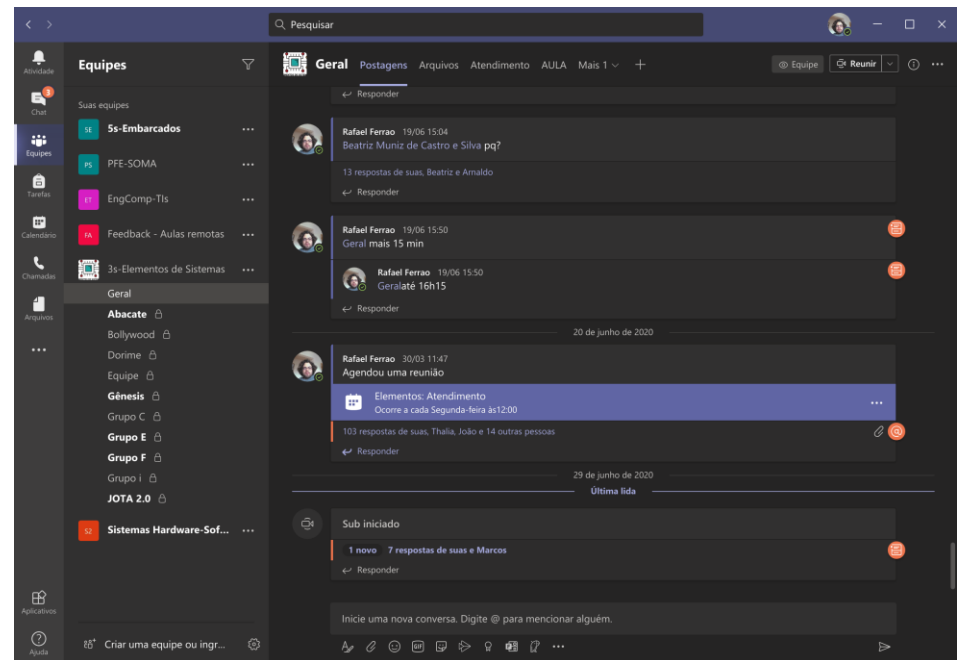 Pesquisar
Atividade
Chat
3
Equipes
Tarefas
Calendário
Chamadas
Arquivos
Aplicativos
Ajuda
Equipes
Suas equipes
SE 5s-Embarcados
PS PFE-SOMA
ET EngComp-TIs
FA Feedback - Aulas remotas
3s-Elementos de Sistemas
Geral
Abacate
Bollywood
Dorime
Equipe
Gênesis
Grupo C
Grupo E
Grupo F
Grupo i
JOTA 2.0
S2 Sistemas Hardware-Sof...
Criar uma equipe ou ingr...
Geral Postagens Arquivos Atendimento AULA Mais 1
Equipe Reunir
Responder
Rafael Ferrao 19/06 15:04
Beatriz Muniz de Castro e Silva pq?
13 respostas de suas, Beatriz e Arnaldo
Responder
Rafael Ferrao 19/06 15:50
Geral mais 15 min
Rafael Ferrao 19/06 15:50
Geralaté 16h15
Responder
20 de junho de 2020
Rafael Ferrao 30/03 11:47
Agendou uma reunião
Elementos: Atendimento
Ocorre a cada Segunda-feira às12:00
103 respostas de suas, Thalia, João e 14 outras pessoas
Responder
29 de junho de 2020
Última lida
Sub iniciado
1 novo 7 respostas de suas e Marcos
Responder
Inicie uma nova conversa. Digite @ para mencionar alguém.
GIF